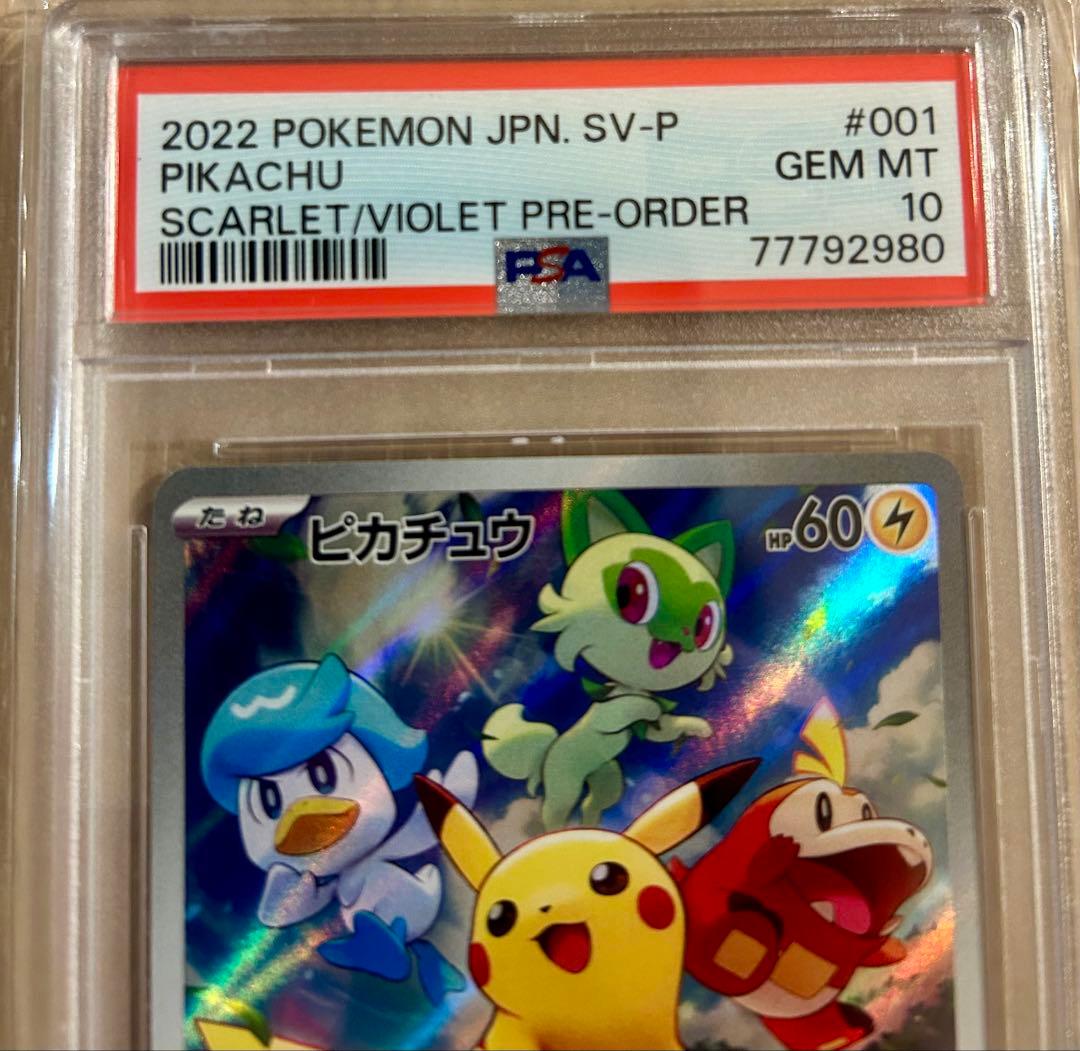 2022 POKEMON JPN. SV-P #001
PIKACHU GEM MT
SCARLET/VIOLET PRE-ORDER 10
PSA 77792980
たね ピカチュウ HP60